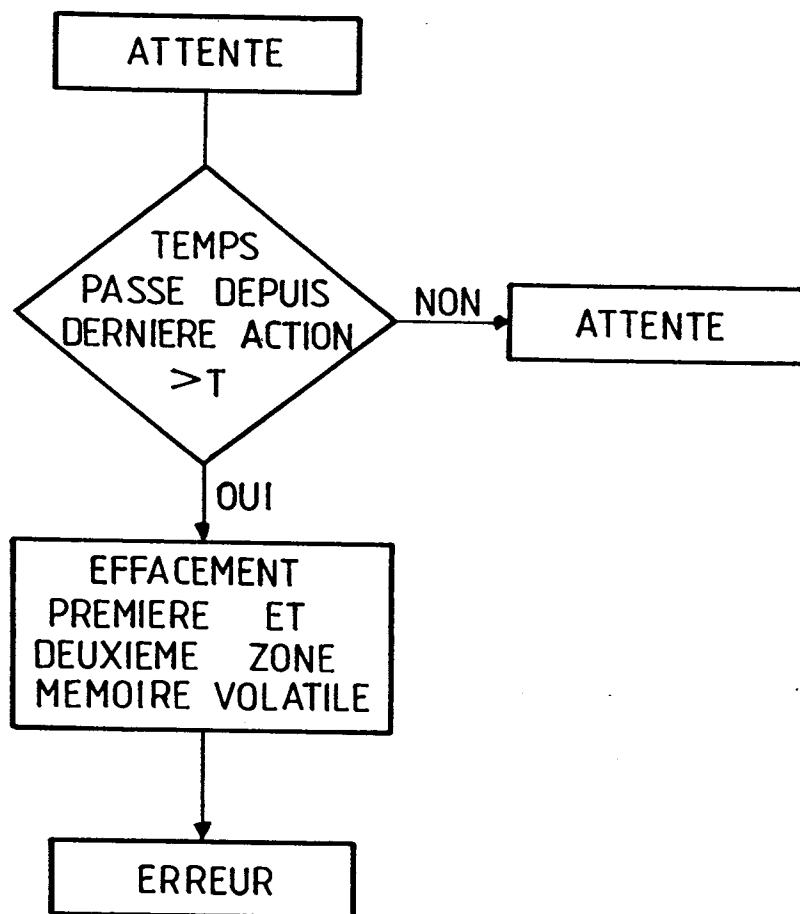 ATTENTE
TEMPS
PASSE DEPUIS
DERNIERE ACTION
>T
NON
ATTENTE
OUI
EFFACEMENT
PREMIERE ET
DEUXIEME ZONE
MEMOIRE VOLATILE
ERREUR